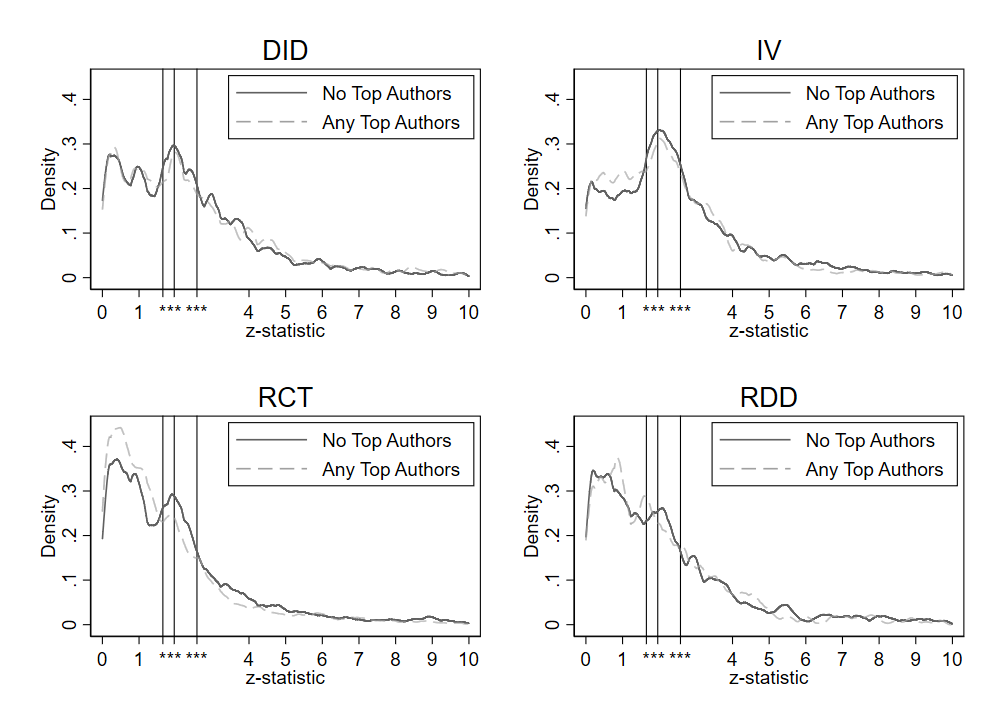 DID
No Top Authors
Any Top Authors
Density
0 .1 .2 .3 .4
0 1 *** *** 4 5 6 7 8 9 10
z-statistic
IV
No Top Authors
Any Top Authors
Density
0 .1 .2 .3 .4
0 1 *** *** 4 5 6 7 8 9 10
z-statistic
RCT
No Top Authors
Any Top Authors
Density
0 .1 .2 .3 .4
0 1 *** *** 4 5 6 7 8 9 10
z-statistic
RDD
No Top Authors
Any Top Authors
Density
0 .1 .2 .3 .4
0 1 *** *** 4 5 6 7 8 9 10
z-statistic